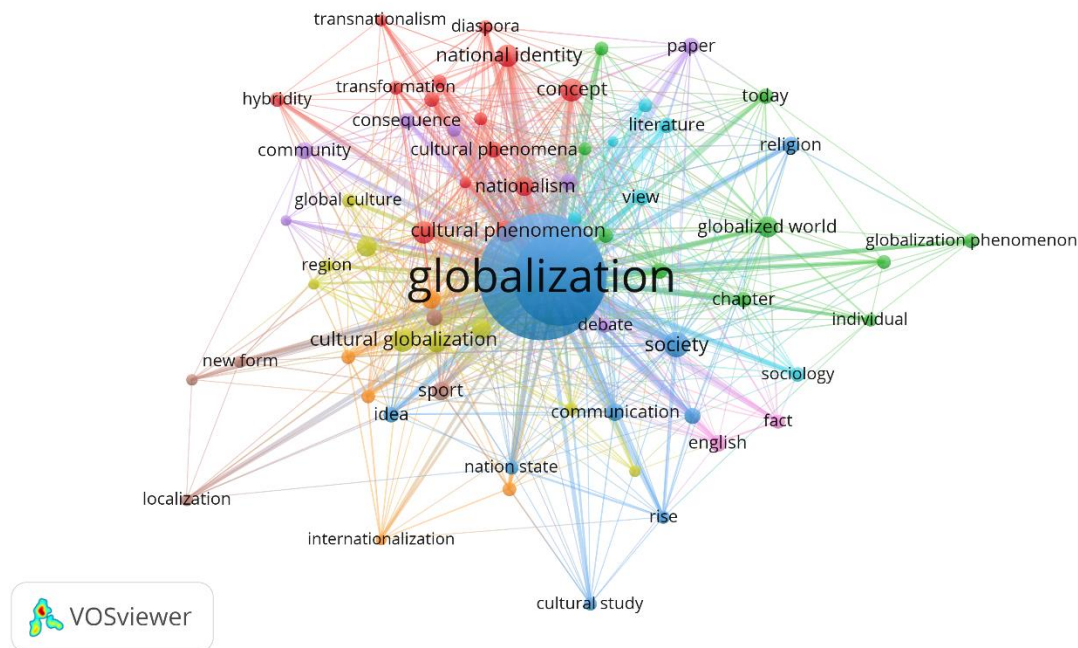 transnationalism
diaspora
national identity
paper
transformation
concept
hybridity
today
consequence
literature
community
cultural phenomena
religion
nationalism
view
global culture
cultural phenomenon
globalized world
globalization phenomenon
region
globalization
chapter
individual
debate
cultural globalization
society
new form
sociology
sport
idea
communication
fact
english
nation state
localization
rise
internationalization
cultural study
VOSviewer